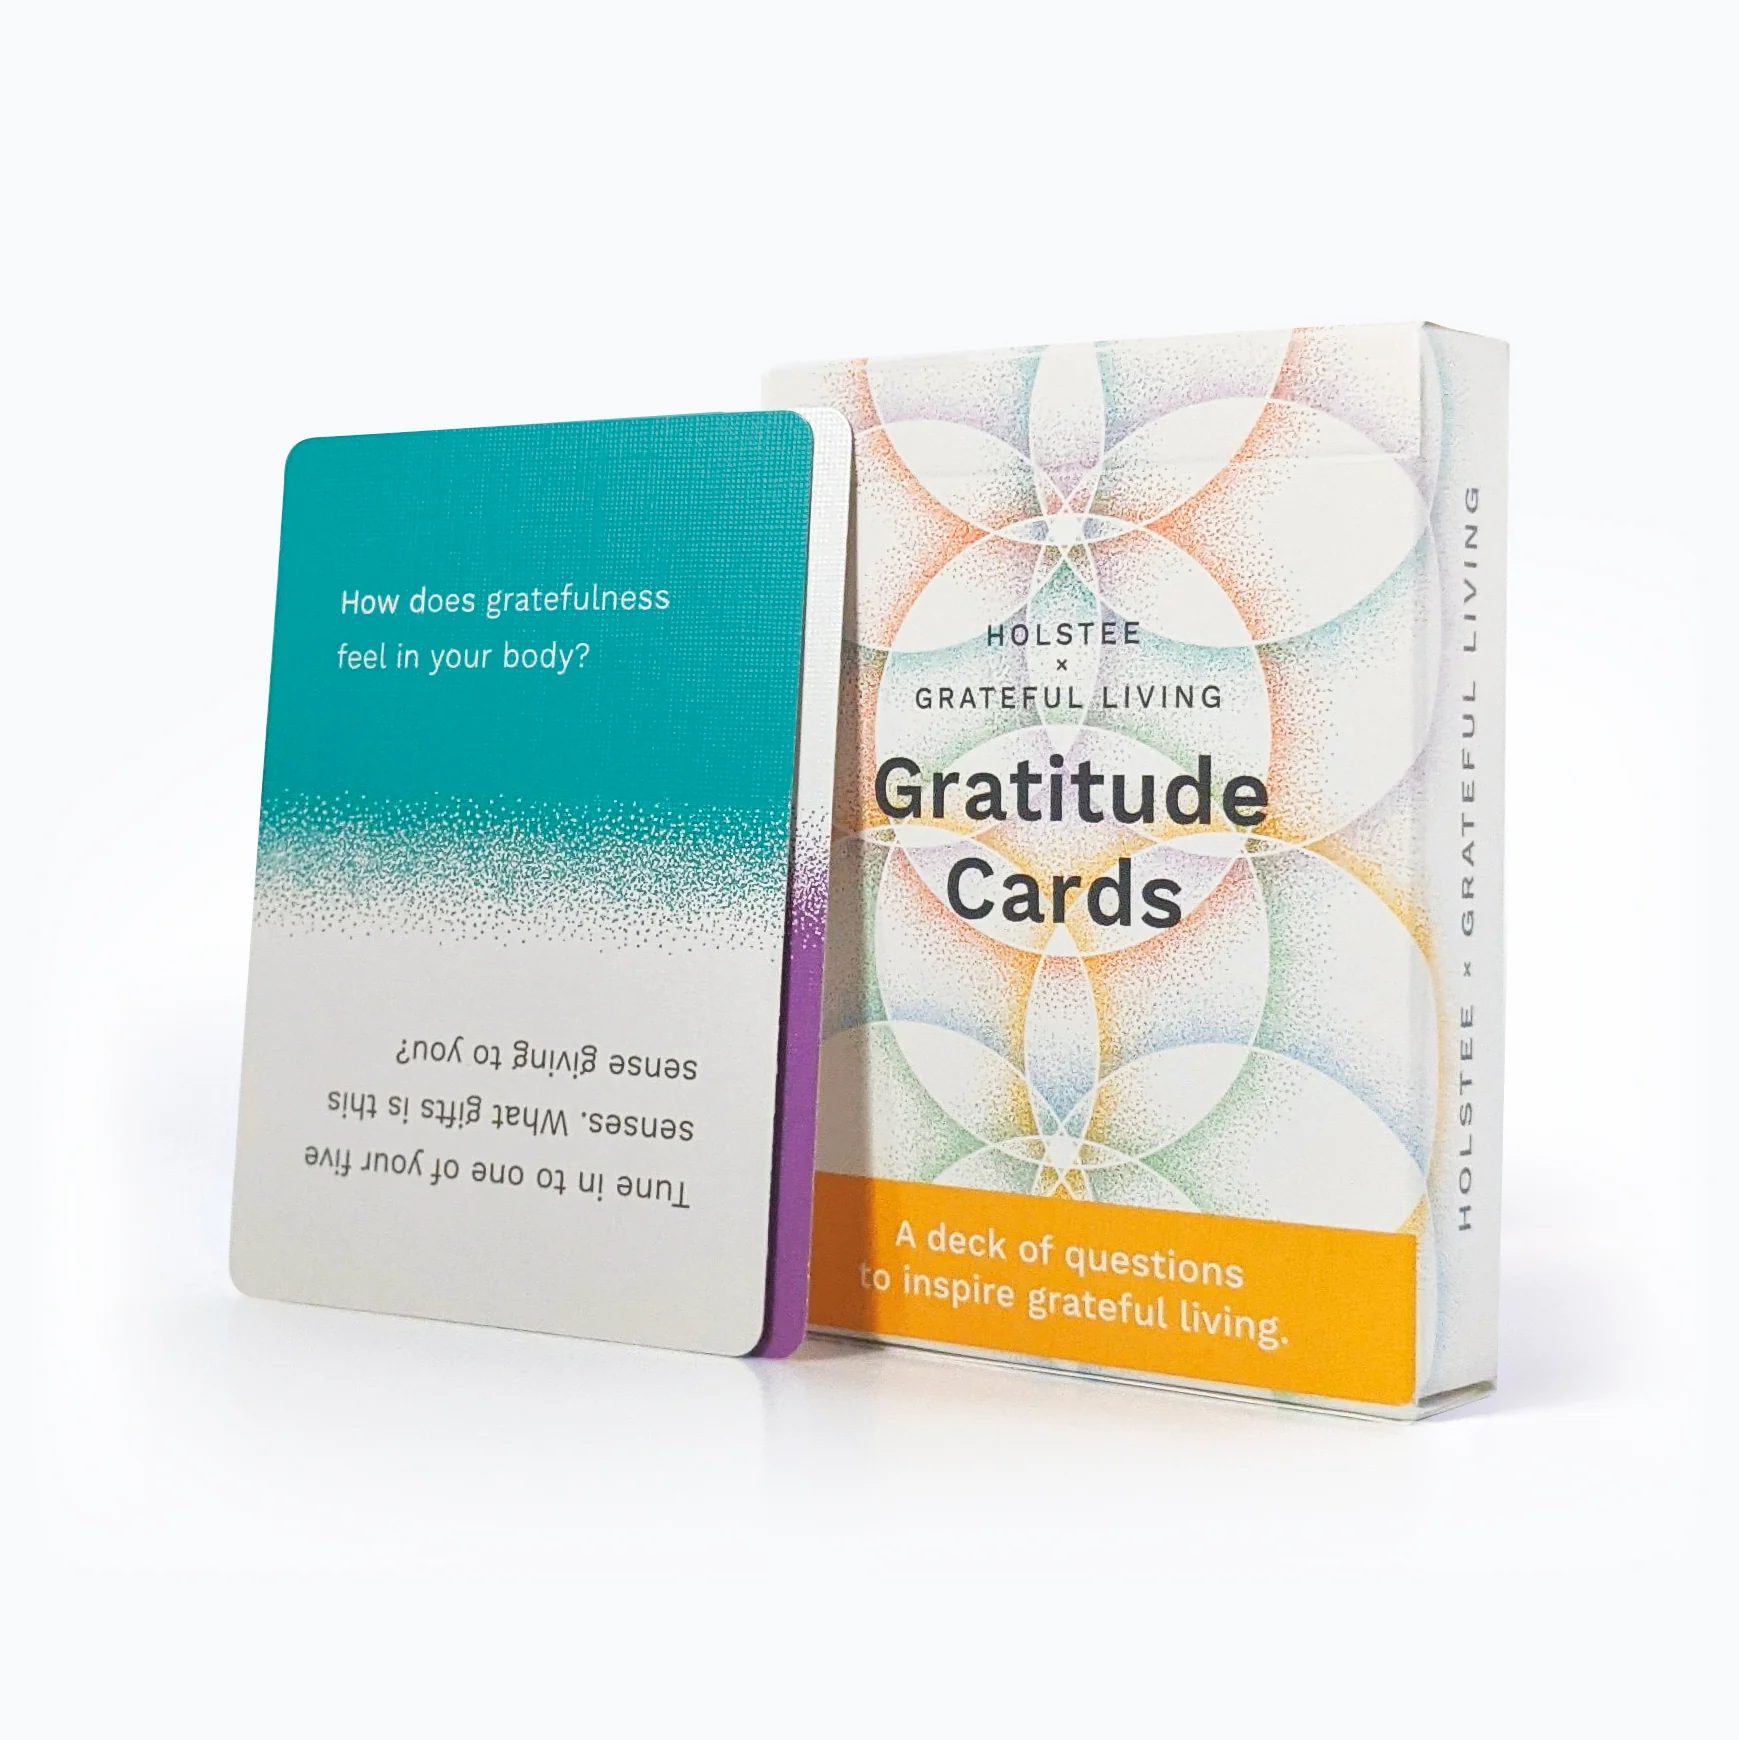 How does gratefulness
feel in your body?
Tune in to one of your five
senses. What gifts is this
sense giving to you?
HOLSTEE
×
GRATEFUL LIVING
Gratitude
Cards
A deck of questions
to inspire grateful living.
HOLSTEE × GRATEFUL LIVING